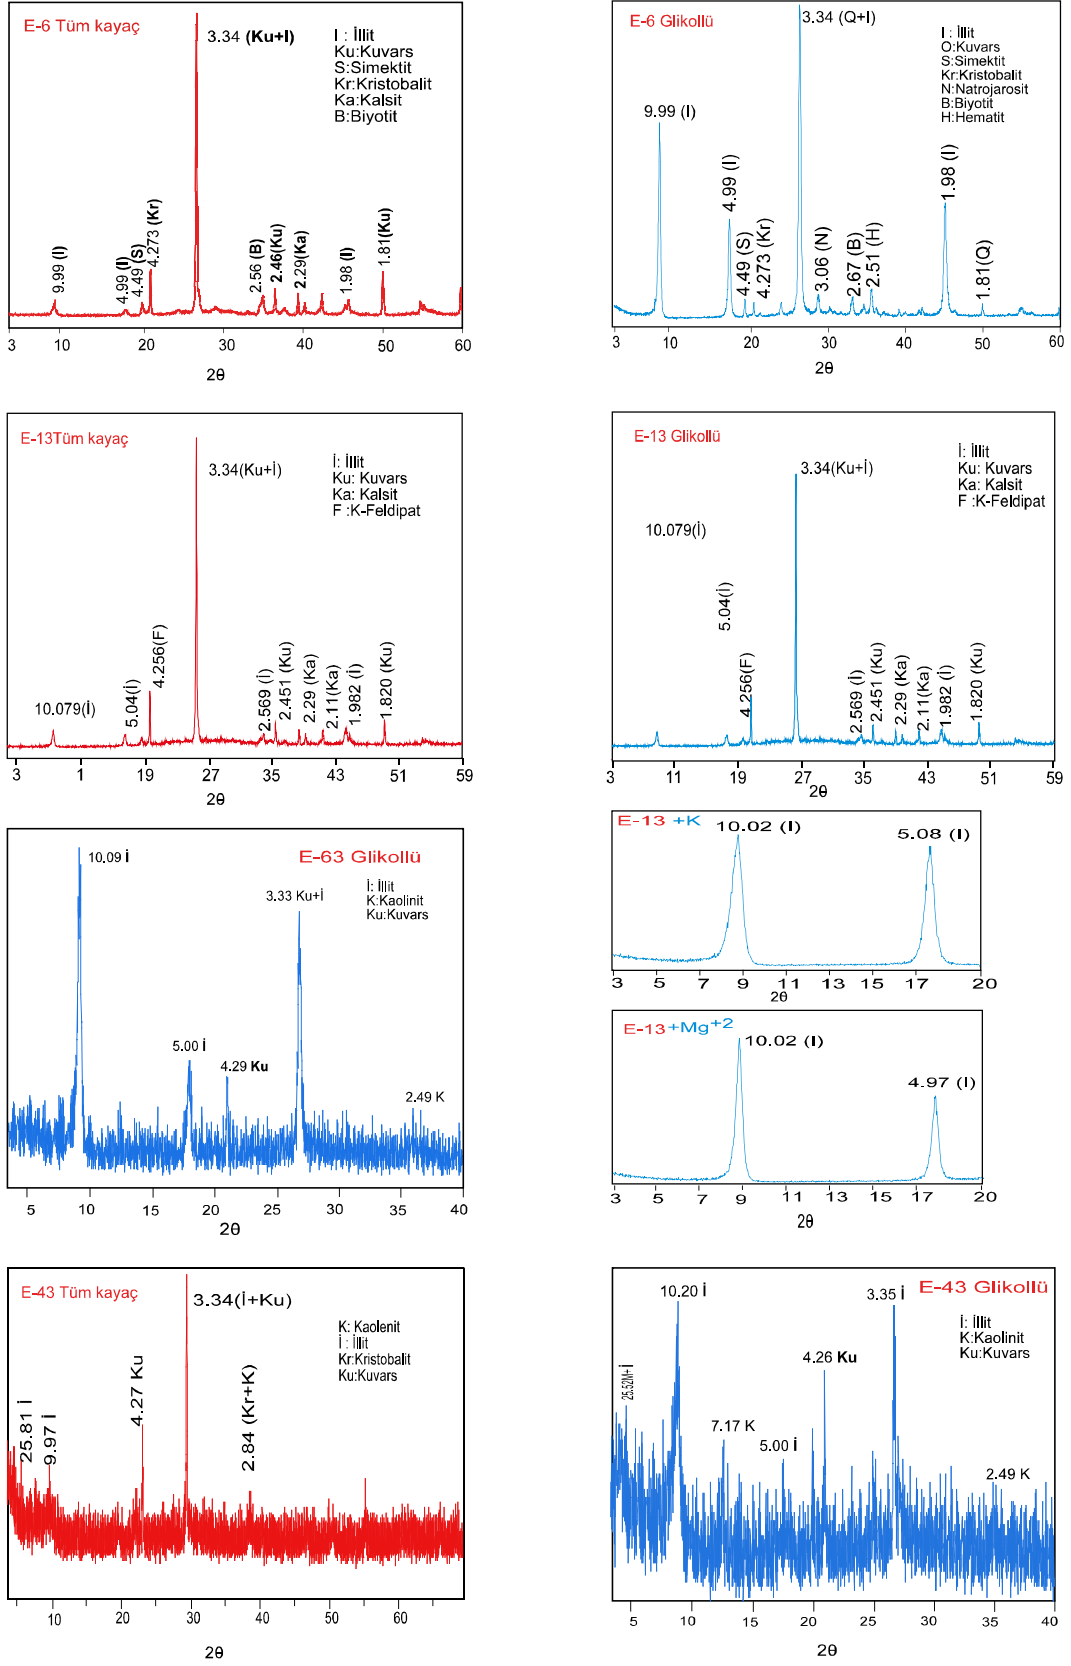 E-6 Tüm kayaç
3.34 (Ku+I)
I : İllit
Ku:Kuvars
S:Simektit
Kr:Kristobalit
Ka:Kalsit
B:Biyotit
9.99 (I)
4.99 (I)
4.49 (S)
4.273 (Kr)
2.56 (B)
2.46(Ku)
2.29(Ka)
1.98 (I)
1.81(Ku)
3 10 20 30 40 50 60
2θ
E-6 Glikollü
3.34 (Q+I)
I : İllit
O:Kuvars
S:Simektit
Kr:Kristobalit
N:Natrojarosit
B:Biyotit
H:Hematit
9.99 (I)
4.99 (I)
4.49 (S)
4.273 (Kr)
3.06 (N)
2.67 (B)
2.51 (H)
1.98 (I)
1.81(Q)
3 10 20 30 40 50 60
2θ
E-13Tüm kayaç
3.34(Ku+İ)
İ: İllit
Ku: Kuvars
Ka: Kalsit
F :K-Feldipat
10.079(İ)
5.04(İ)
4.256(F)
2.569 (İ)
2.451 (Ku)
2.29 (Ka)
2.11(Ka)
1.982 (İ)
1.820 (Ku)
3 1 19 27 35 43 51 59
2θ
E-13 Glikollü
3.34(Ku+İ)
İ: İllit
Ku: Kuvars
Ka: Kalsit
F :K-Feldipat
10.079(İ)
5.04(İ)
4.256(F)
2.569 (İ)
2.451 (Ku)
2.29 (Ka)
2.11(Ka)
1.982 (İ)
1.820 (Ku)
3 11 19 27 35 43 51 59
2θ
E-63 Glikollü
10.09 İ
3.33 Ku+İ
İ: İllit
K:Kaolinit
Ku:Kuvars
5.00 İ
4.29 Ku
2.49 K
5 10 15 20 25 30 35 40
2θ
E-13 +K
10.02 (I)
5.08 (I)
3 5 7 9 11 13 15 17 20
2θ
E-13+Mg+2
10.02 (I)
4.97 (I)
3 5 7 9 11 13 15 17 20
2θ
E-43 Tüm kayaç
3.34(İ+Ku)
K: Kaolenit
İ : İllit
Kr:Kristobalit
Ku:Kuvars
25.81 İ
9.97 İ
4.27 Ku
2.84 (Kr+K)
10 20 30 40 50 60
2θ
E-43 Glikollü
10.20 İ
3.35 İ
İ: İllit
K:Kaolinit
Ku:Kuvars
25.52M+İ
7.17 K
5.00 İ
4.26 Ku
2.49 K
5 10 15 20 25 30 35 40
2θ